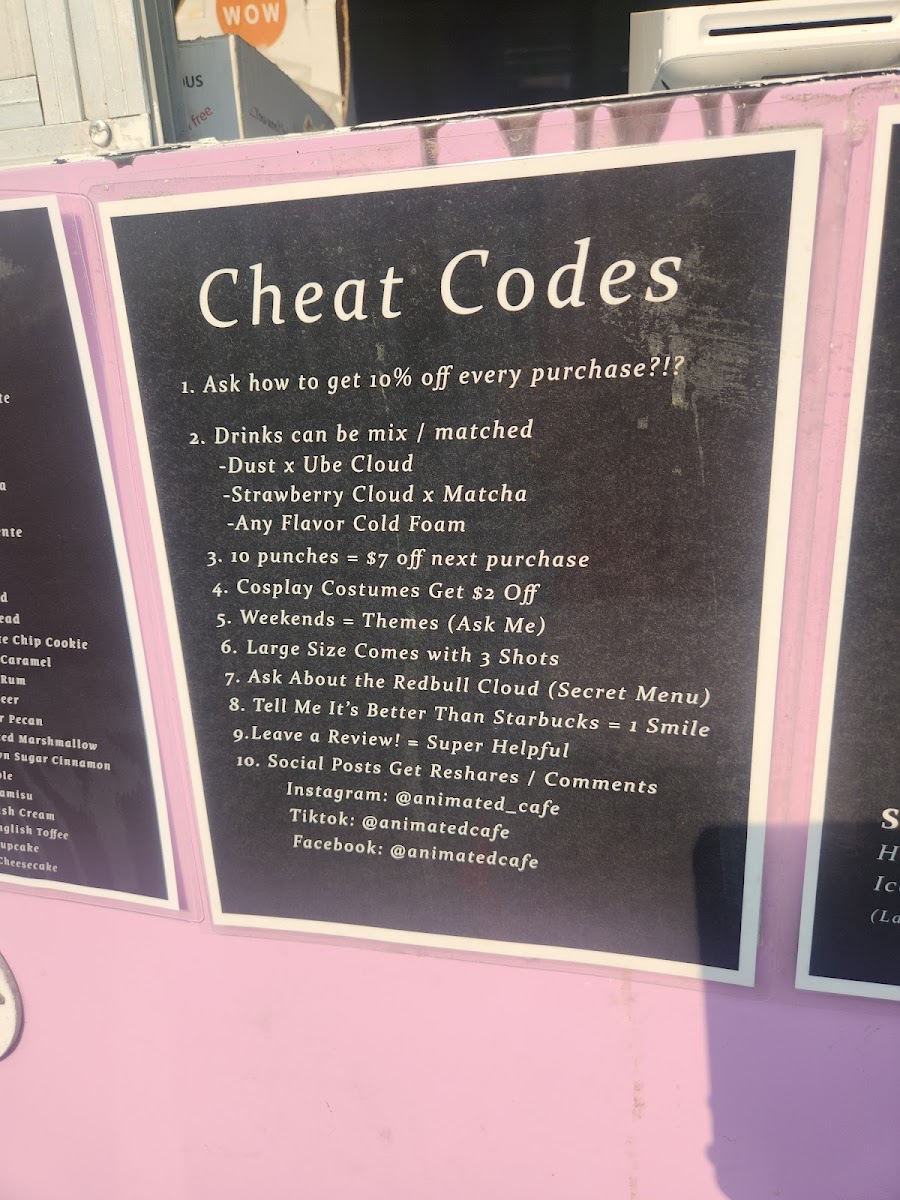 WOW
free
Cheat Codes
1. Ask how to get 10% off every purchase?!?
2. Drinks can be mix / matched
-Dust x Ube Cloud
-Strawberry Cloud x Matcha
-Any Flavor Cold Foam
3. 10 punches = $7 off next purchase
4. Cosplay Costumes Get $2 Off
5. Weekends = Themes (Ask Me)
6. Large Size Comes with 3 Shots
7. Ask About the Redbull Cloud (Secret Menu)
8. Tell Me It's Better Than Starbucks = 1 Smile
9.Leave a Review! = Super Helpful
10. Social Posts Get Reshares / Comments
Instagram: @animated_cafe
Tiktok: @animatedcafe
Facebook: @animatedcafe
Chip Cookie
Caramel
Rum
Pecan
Marshmallow
Sugar Cinnamon
Cream
Toffee
Cheesecake